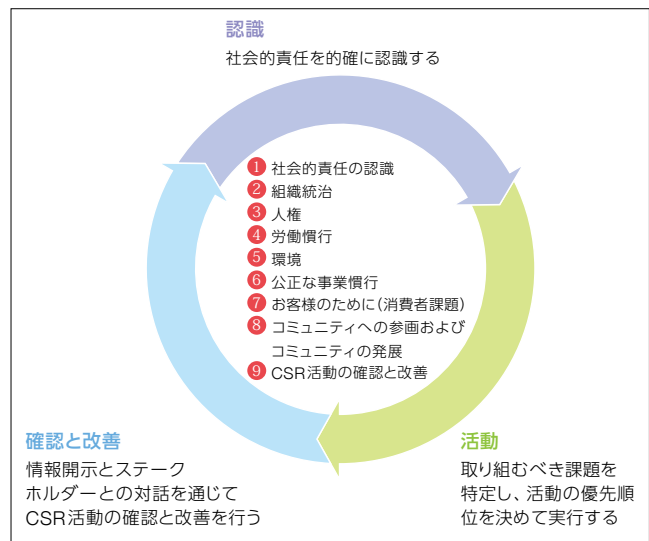 認識
社会的責任を的確に認識する
1 社会的責任の認識
2 組織統治
3 人権
4 労働慣行
5 環境
6 公正な事業慣行
7 お客様のために(消費者課題)
8 コミュニティへの参画および
コミュニティの発展
9 CSR活動の確認と改善
確認と改善
情報開示とステーク
ホルダーとの対話を通じて
CSR活動の確認と改善を行う
活動
取り組むべき課題を
特定し、活動の優先順
位を決めて実行する